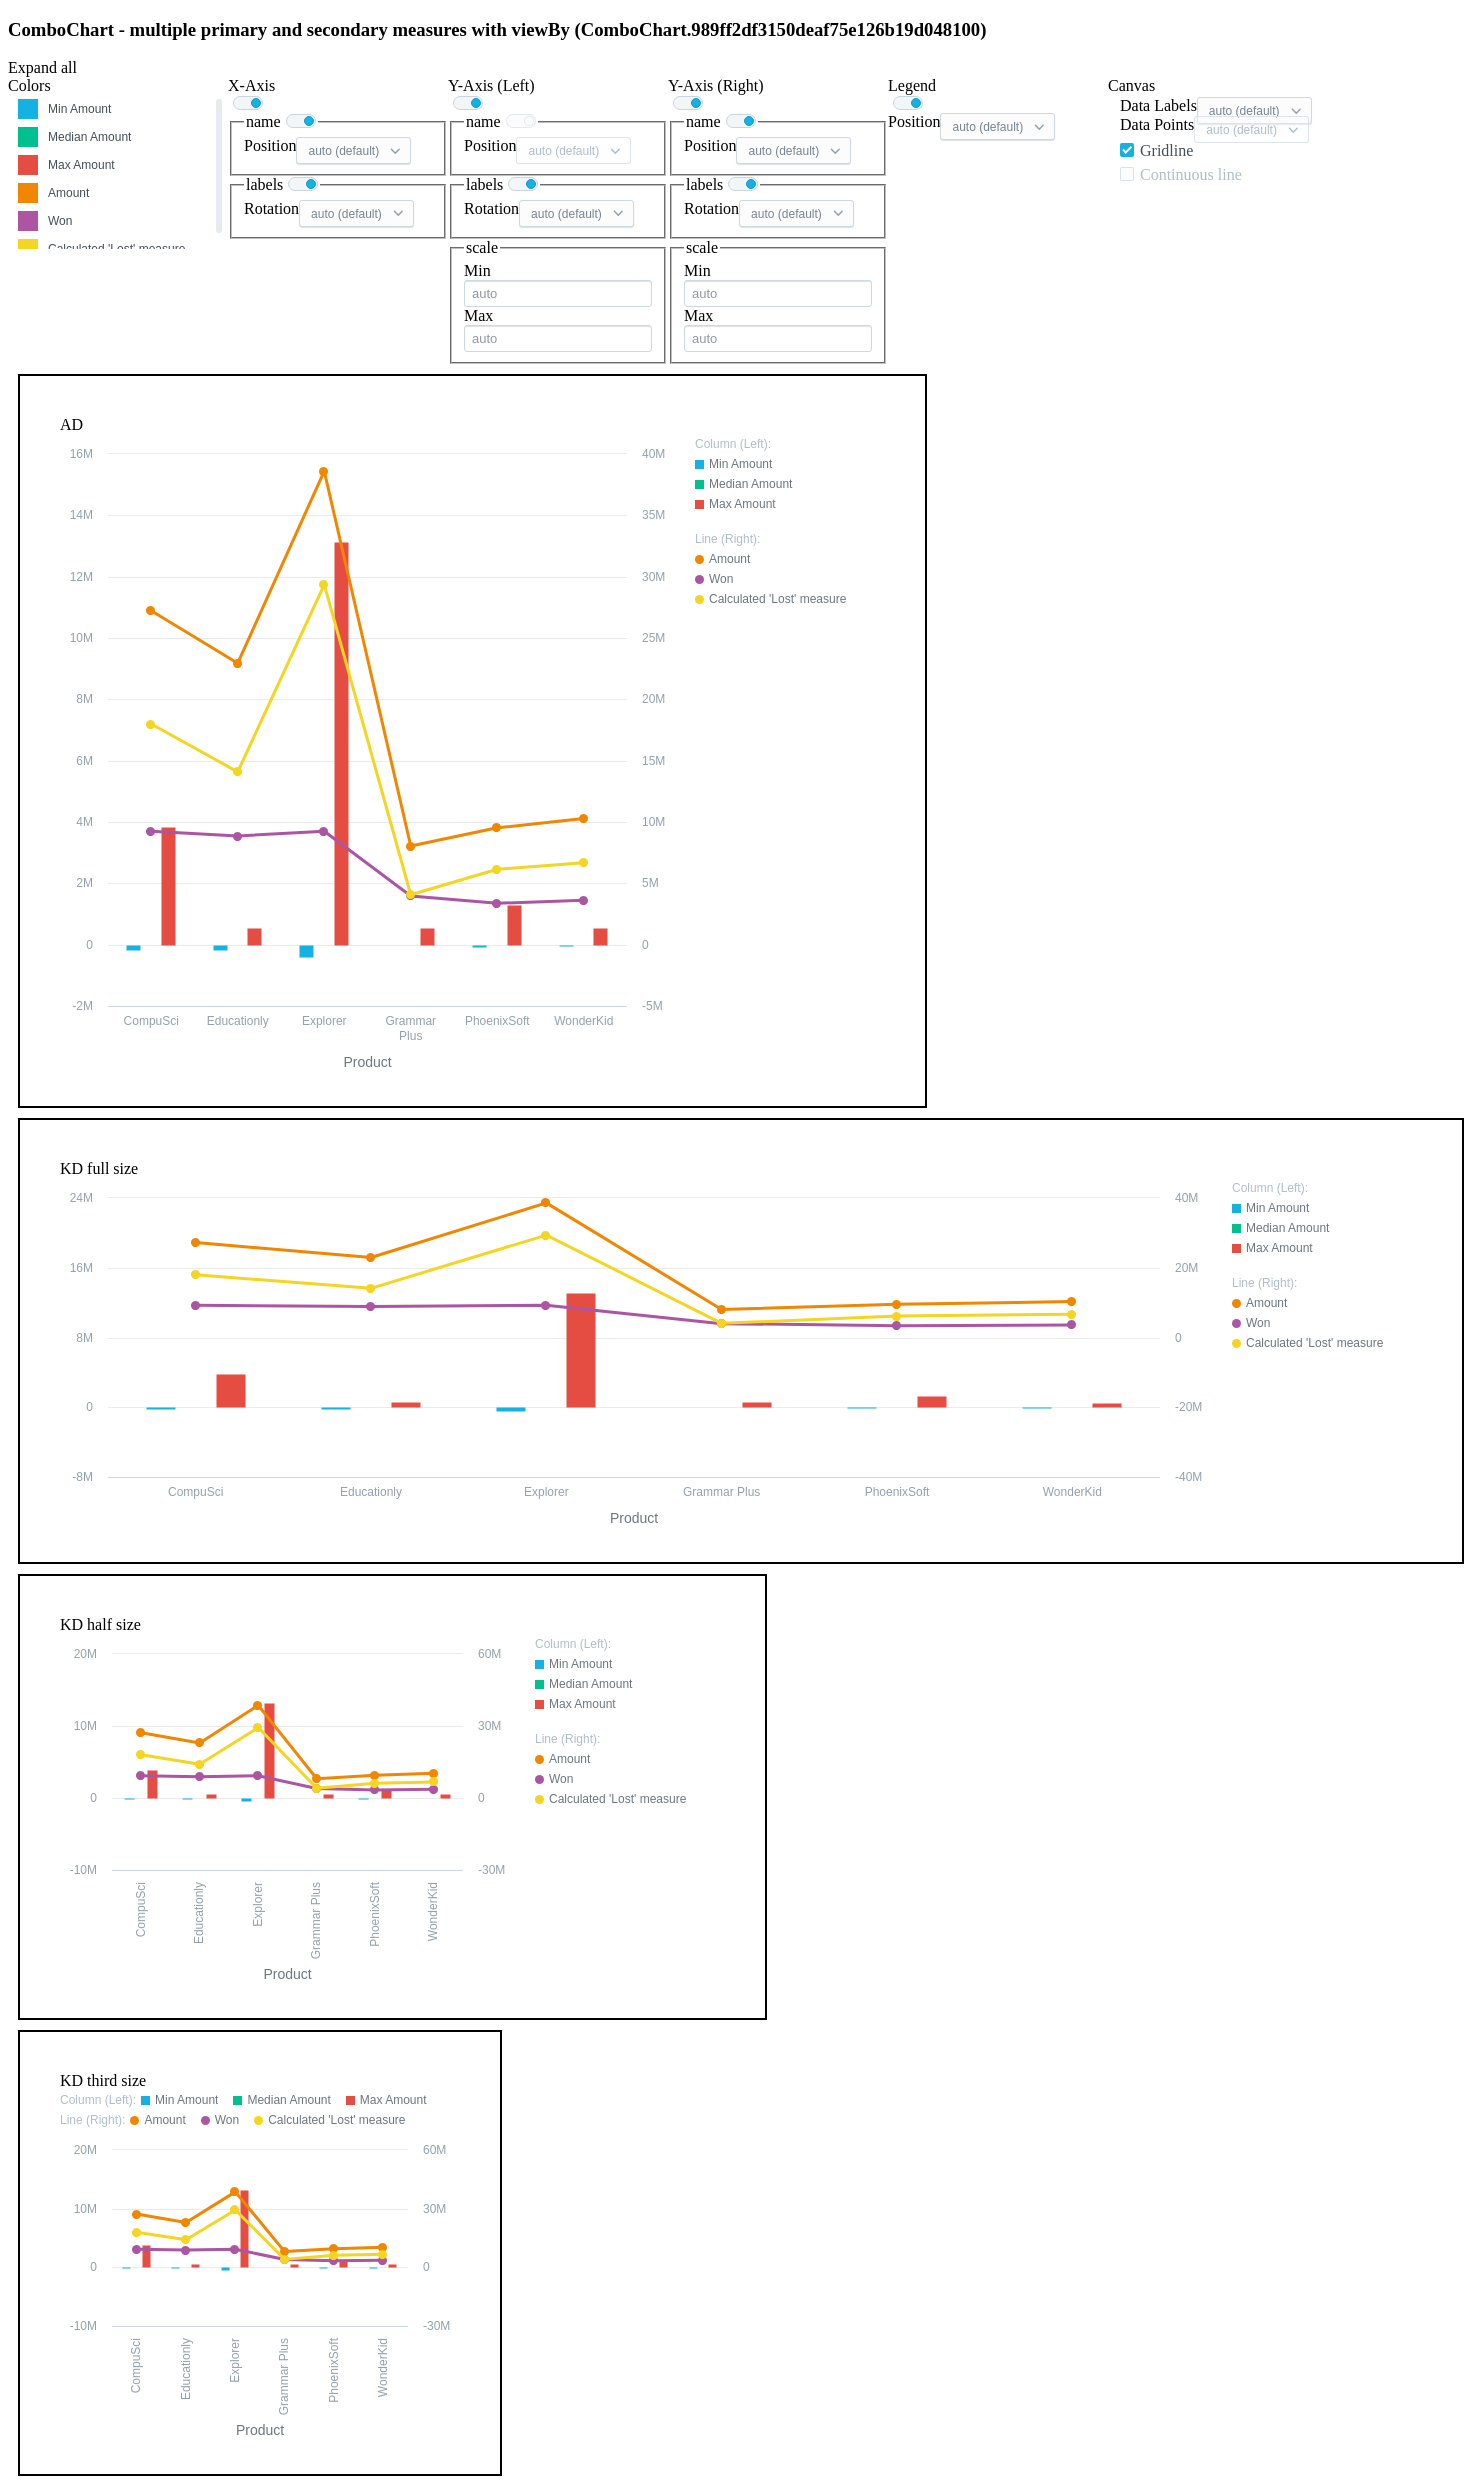 ComboChart - multiple primary and secondary measures with viewBy (ComboChart.989ff2df3150deaf75e126b19d048100)
Expand all
Colors
Min Amount
Median Amount
Max Amount
Amount
Won
Calculated 'Lost' measure
X-Axis
name
Position auto (default)
labels
Rotation auto (default)
Y-Axis (Left)
name
Position auto (default)
labels
Rotation auto (default)
scale
Min
auto
Max
auto
Y-Axis (Right)
name
Position auto (default)
labels
Rotation auto (default)
scale
Min
auto
Max
auto
Legend
Position auto (default)
Canvas
Data Labels auto (default)
Data Points auto (default)
Gridline
Continuous line
AD
16M
14M
12M
10M
8M
6M
4M
2M
0
-2M
40M
35M
30M
25M
20M
15M
10M
5M
0
-5M
CompuSci Educationly Explorer Grammar PhoenixSoft WonderKid
Plus
Product
Column (Left):
Min Amount
Median Amount
Max Amount
Line (Right):
Amount
Won
Calculated 'Lost' measure
KD full size
24M
16M
8M
0
-8M
40M
20M
0
-20M
-40M
CompuSci Educationly Explorer Grammar Plus PhoenixSoft WonderKid
Product
Column (Left):
Min Amount
Median Amount
Max Amount
Line (Right):
Amount
Won
Calculated 'Lost' measure
KD half size
20M
10M
0
-10M
60M
30M
0
-30M
CompuSci
Educationly
Explorer
Grammar Plus
PhoenixSoft
WonderKid
Product
Column (Left):
Min Amount
Median Amount
Max Amount
Line (Right):
Amount
Won
Calculated 'Lost' measure
KD third size
Column (Left): Min Amount Median Amount Max Amount
Line (Right): Amount Won Calculated 'Lost' measure
20M
10M
0
-10M
60M
30M
0
-30M
CompuSci
Educationly
Explorer
Grammar Plus
PhoenixSoft
WonderKid
Product